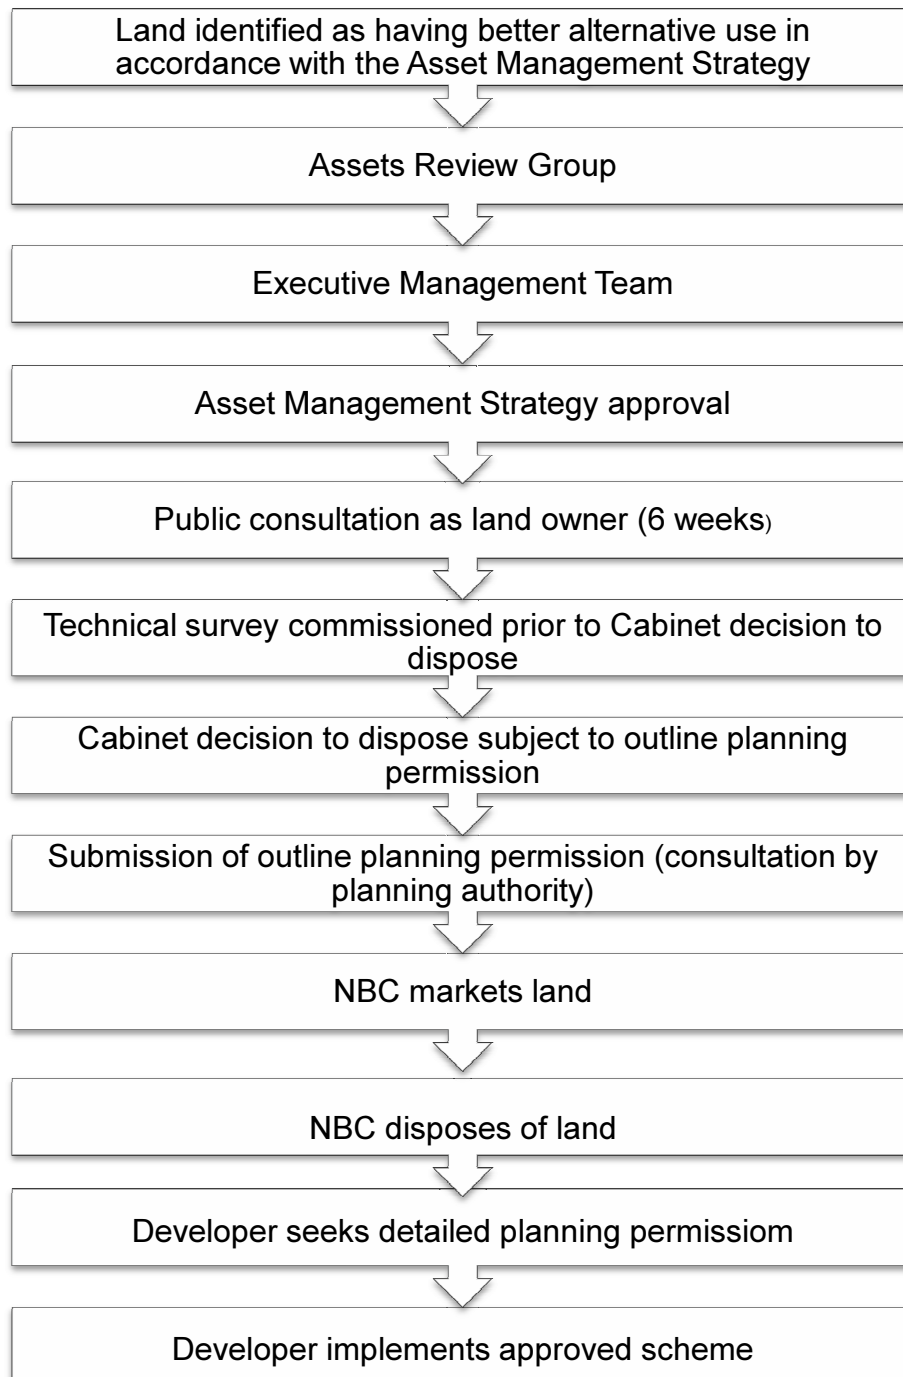 Land identified as having better alternative use in
accordance with the Asset Management Strategy
Assets Review Group
Executive Management Team
Asset Management Strategy approval
Public consultation as land owner (6 weeks)
Technical survey commissioned prior to Cabinet decision to
dispose
Cabinet decision to dispose subject to outline planning
permission
Submission of outline planning permission (consultation by
planning authority)
NBC markets land
NBC disposes of land
Developer seeks detailed planning permissiom
Developer implements approved scheme